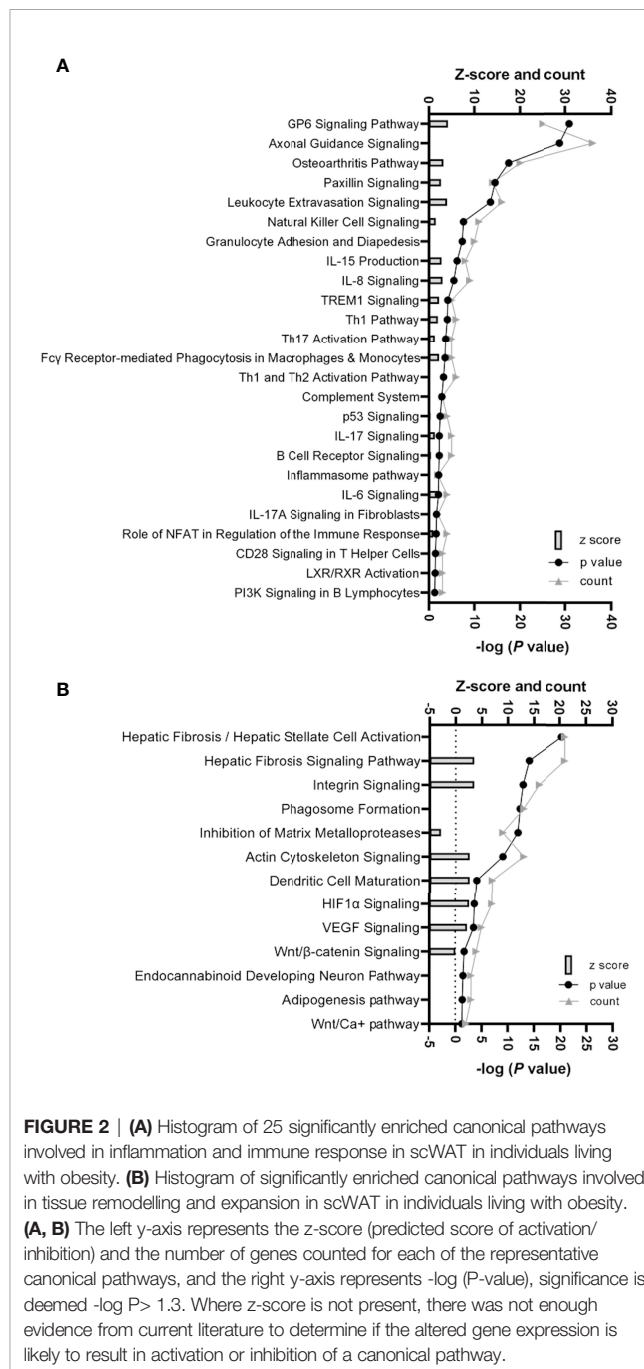 A
Z-score and count
0 10 20 30 40
GP6 Signaling Pathway
Axonal Guidance Signaling
Osteoarthritis Pathway
Paxillin Signaling
Leukocyte Extravasation Signaling
Natural Killer Cell Signaling
Granulocyte Adhesion and Diapedesis
IL-15 Production
IL-8 Signaling
TREM1 Signaling
Th1 Pathway
Th17 Activation Pathway
Fcγ Receptor-mediated Phagocytosis in Macrophages & Monocytes
Th1 and Th2 Activation Pathway
Complement System
p53 Signaling
IL-17 Signaling
B Cell Receptor Signaling
Inflammasome pathway
IL-6 Signaling
IL-17A Signaling in Fibroblasts
Role of NFAT in Regulation of the Immune Response
CD28 Signaling in T Helper Cells
LXR/RXR Activation
PI3K Signaling in B Lymphocytes
z score
p value
count
0 10 20 30 40
-log (P value)
B
Z-score and count
-5 0 5 10 15 20 25 30
Hepatic Fibrosis / Hepatic Stellate Cell Activation
Hepatic Fibrosis Signaling Pathway
Integrin Signaling
Phagosome Formation
Inhibition of Matrix Metalloproteases
Actin Cytoskeleton Signaling
Dendritic Cell Maturation
HIF1α Signaling
VEGF Signaling
Wnt/β-catenin Signaling
Endocannabinoid Developing Neuron Pathway
Adipogenesis pathway
Wnt/Ca+ pathway
z score
p value
count
-5 0 5 10 15 20 25 30
-log (P value)
FIGURE 2 | (A) Histogram of 25 significantly enriched canonical pathways
involved in inflammation and immune response in scWAT in individuals living
with obesity. (B) Histogram of significantly enriched canonical pathways involved
in tissue remodelling and expansion in scWAT in individuals living with obesity.
(A, B) The left y-axis represents the z-score (predicted score of activation/
inhibition) and the number of genes counted for each of the representative
canonical pathways, and the right y-axis represents -log (P-value), significance is
deemed -log P> 1.3. Where z-score is not present, there was not enough
evidence from current literature to determine if the altered gene expression is
likely to result in activation or inhibition of a canonical pathway.